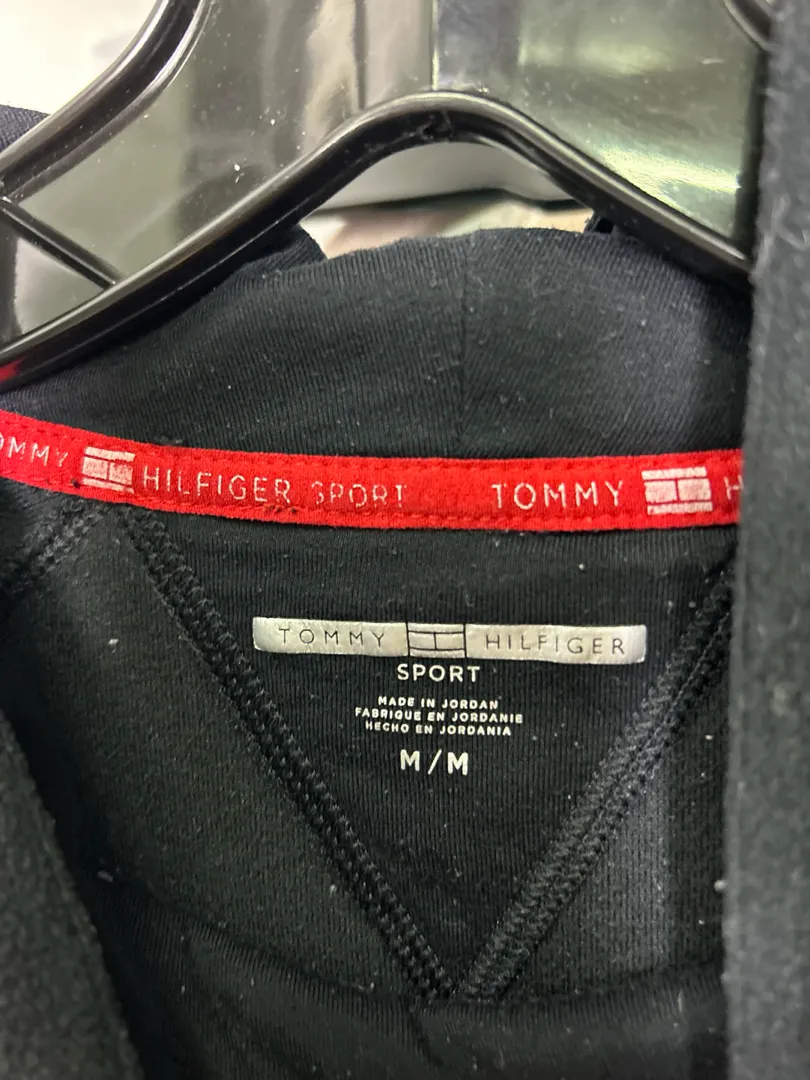 OMMY HILFIGER SPORT TOMMY H
TOMMY HILFIGER
SPORT
MADE IN JORDAN
FABRIQUE EN JORDANIE
HECHO EN JORDANIA
M/M